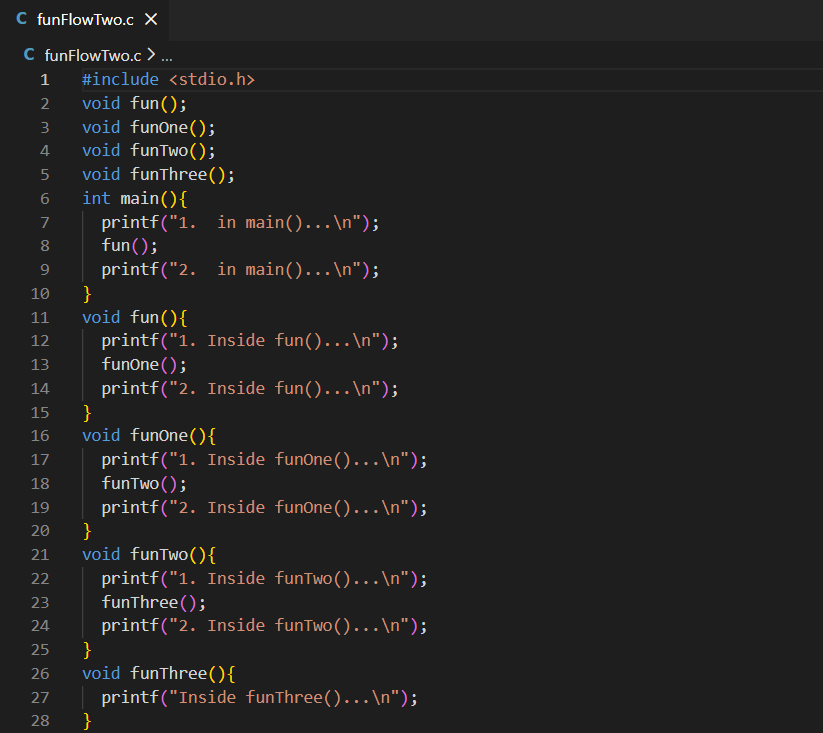 C funFlowTwo.c ×
C funFlowTwo.c > ...
1 #include <stdio.h>
2 void fun();
3 void funOne();
4 void funTwo();
5 void funThree();
6 int main(){
7   printf("1.  in main()...\n");
8   fun();
9   printf("2.  in main()...\n");
10 }
11 void fun(){
12   printf("1. Inside fun()...\n");
13   funOne();
14   printf("2. Inside fun()...\n");
15 }
16 void funOne(){
17   printf("1. Inside funOne()...\n");
18   funTwo();
19   printf("2. Inside funOne()...\n");
20 }
21 void funTwo(){
22   printf("1. Inside funTwo()...\n");
23   funThree();
24   printf("2. Inside funTwo()...\n");
25 }
26 void funThree(){
27   printf("Inside funThree()...\n");
28 }